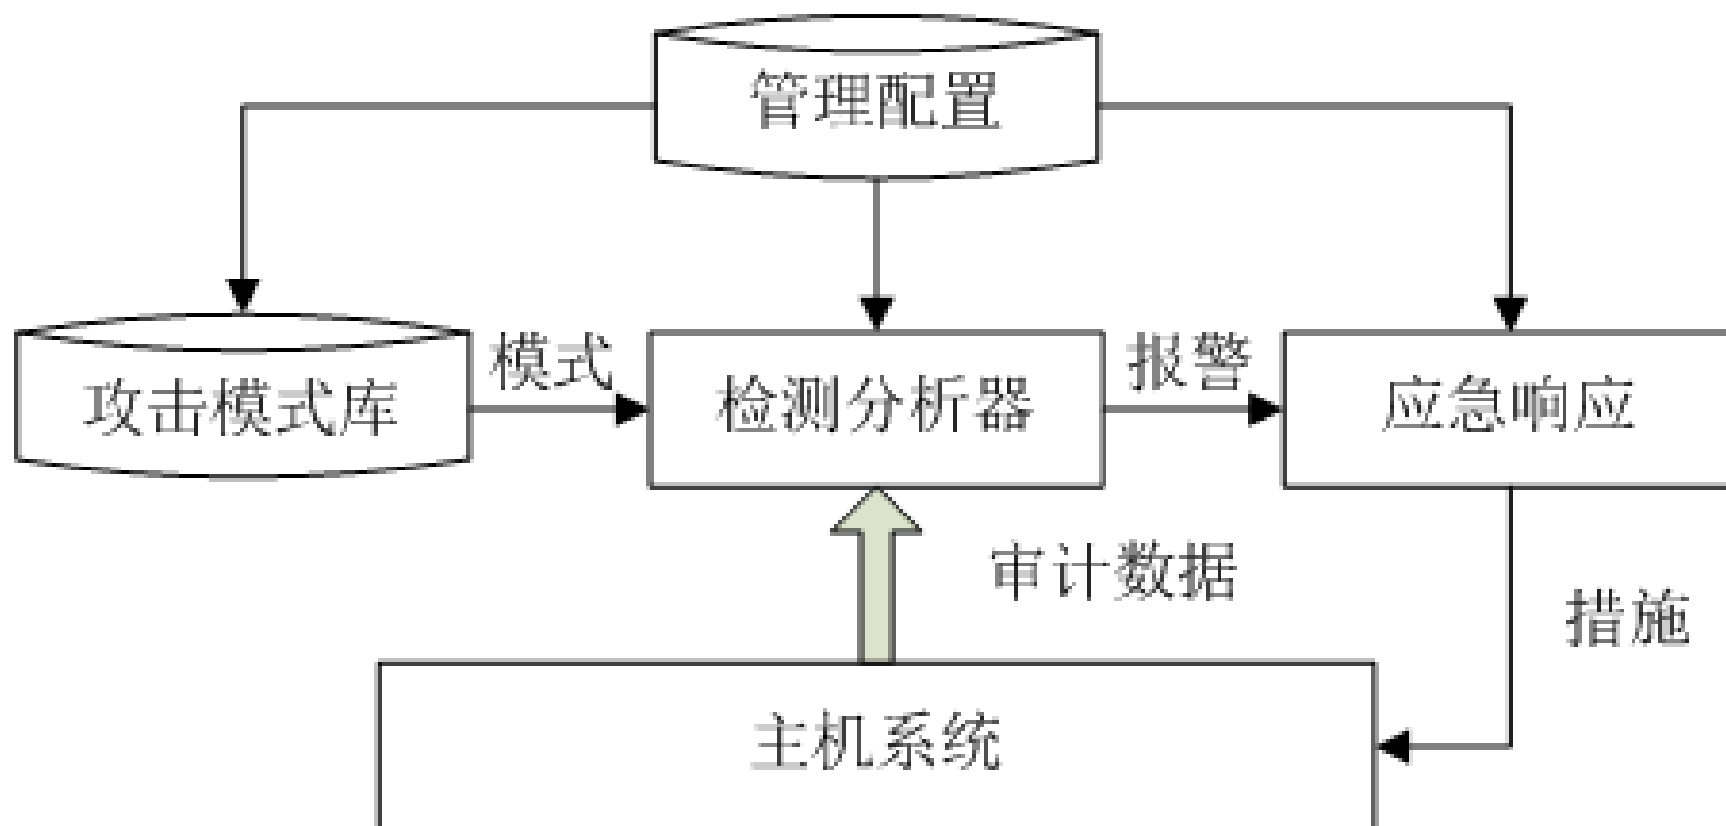 管理配置
模式
报警
攻击模式库
检测分析器
应急响应
审计数据
措施
主机系统